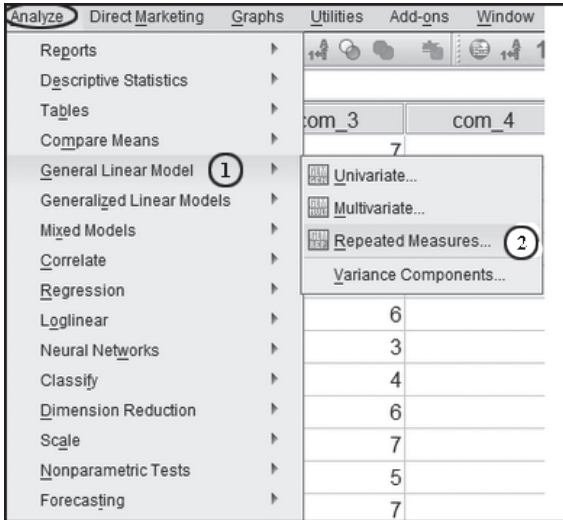 Analyze Direct Marketing Graphs Utilities Add-ons Window
Reports
Descriptive Statistics
Tables
com_3 com_4
Compare Means
7
General Linear Model 1
Univariate...
Generalized Linear Models
Multivariate...
Mixed Models
Repeated Measures... 2
Correlate
Variance Components...
Regression
Loglinear
6
Neural Networks
3
Classify
4
Dimension Reduction
6
Scale
7
Nonparametric Tests
5
Forecasting
7